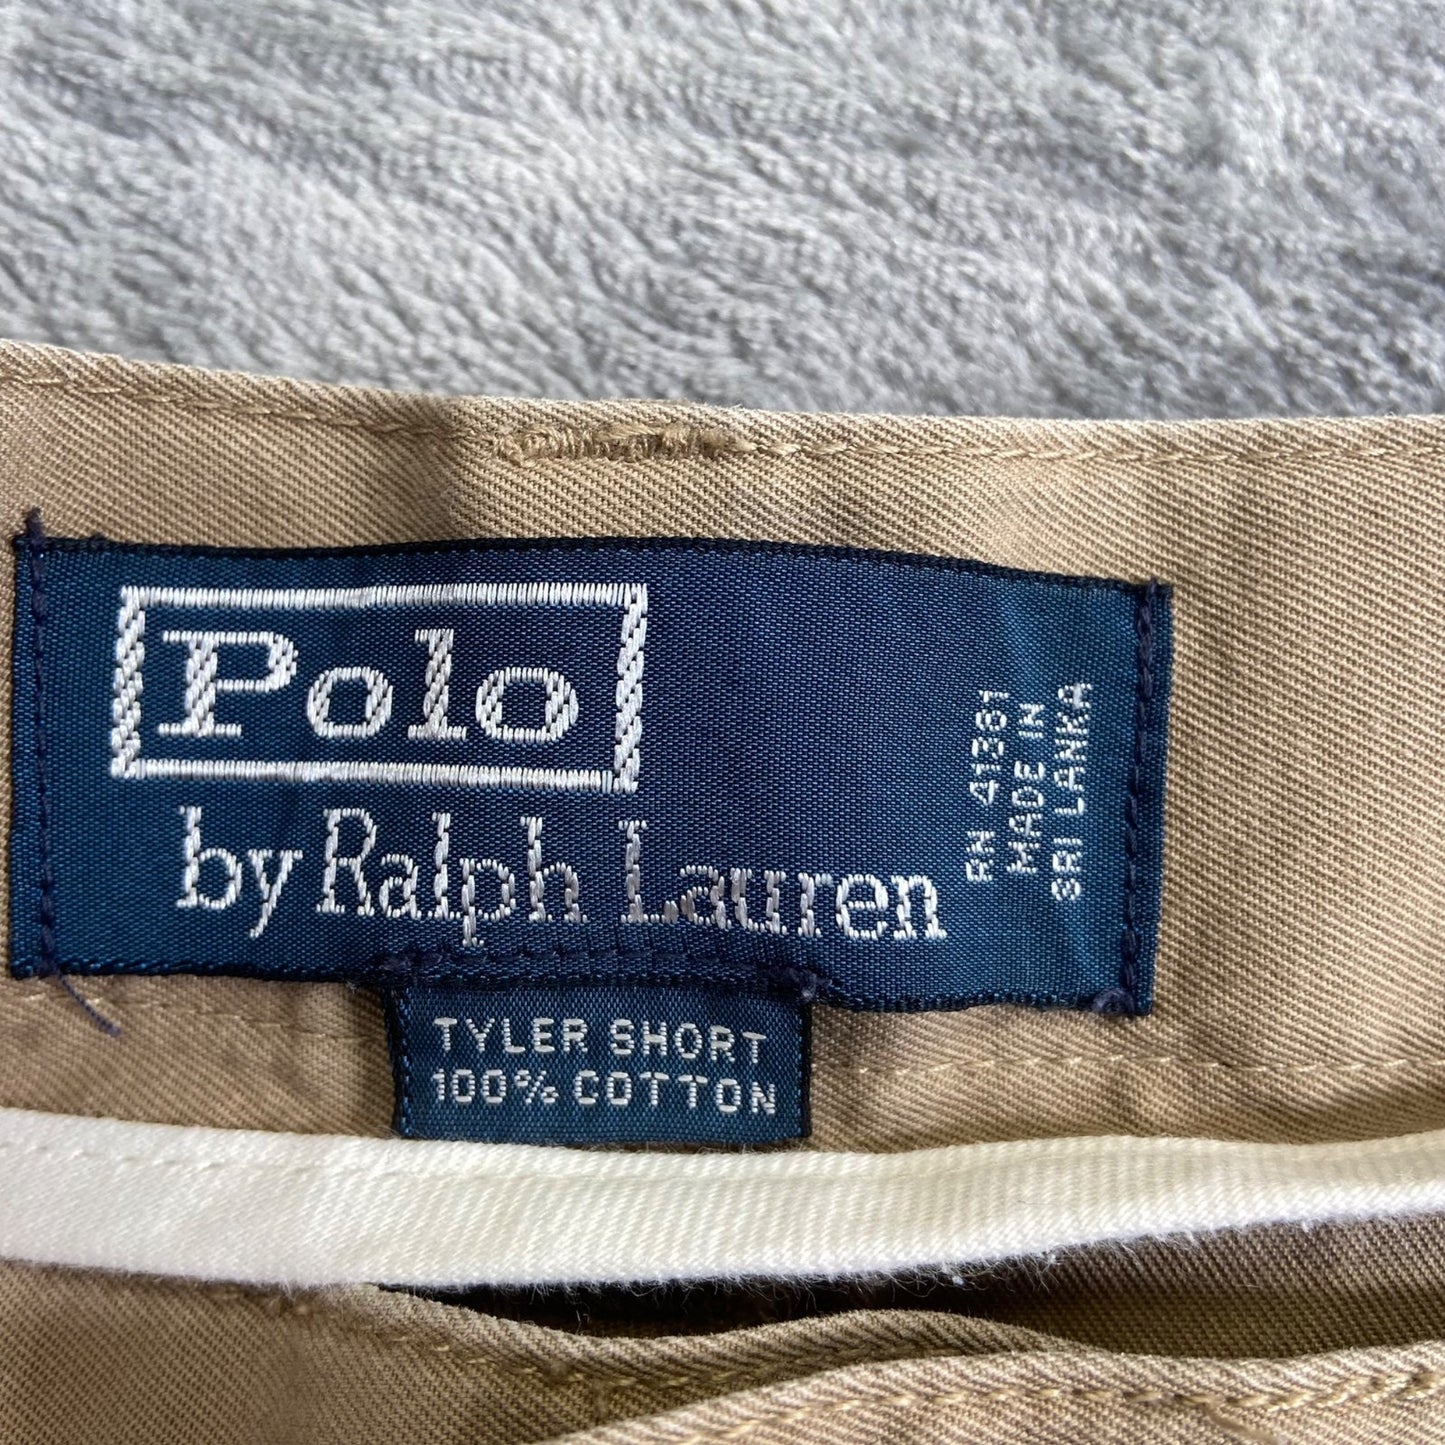 Polo
by Ralph Lauren
RN 41381
MADE IN
SRI LANKA
TYLER SHORT
100% COTTON